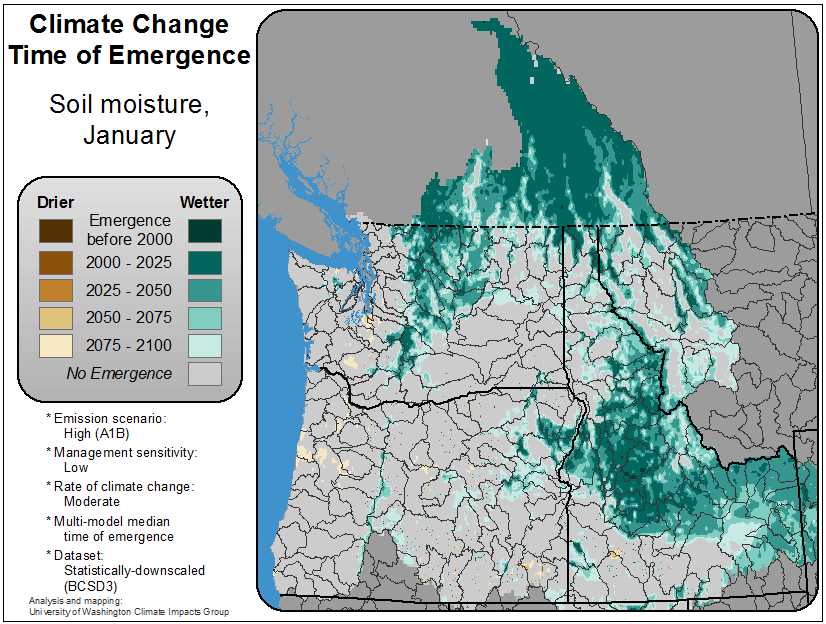 Climate Change
Time of Emergence
Soil moisture,
January
Drier
Wetter
Emergence
before 2000
2000 - 2025
2025 - 2050
2050 - 2075
2075 - 2100
No Emergence
* Emission scenario:
High (A1B)
* Management sensitivity:
Low
* Rate of climate change:
Moderate
* Multi-model median
time of emergence
* Dataset:
Statistically-downscaled
(BCSD3)
Analysis and mapping:
University of Washington Climate Impacts Group